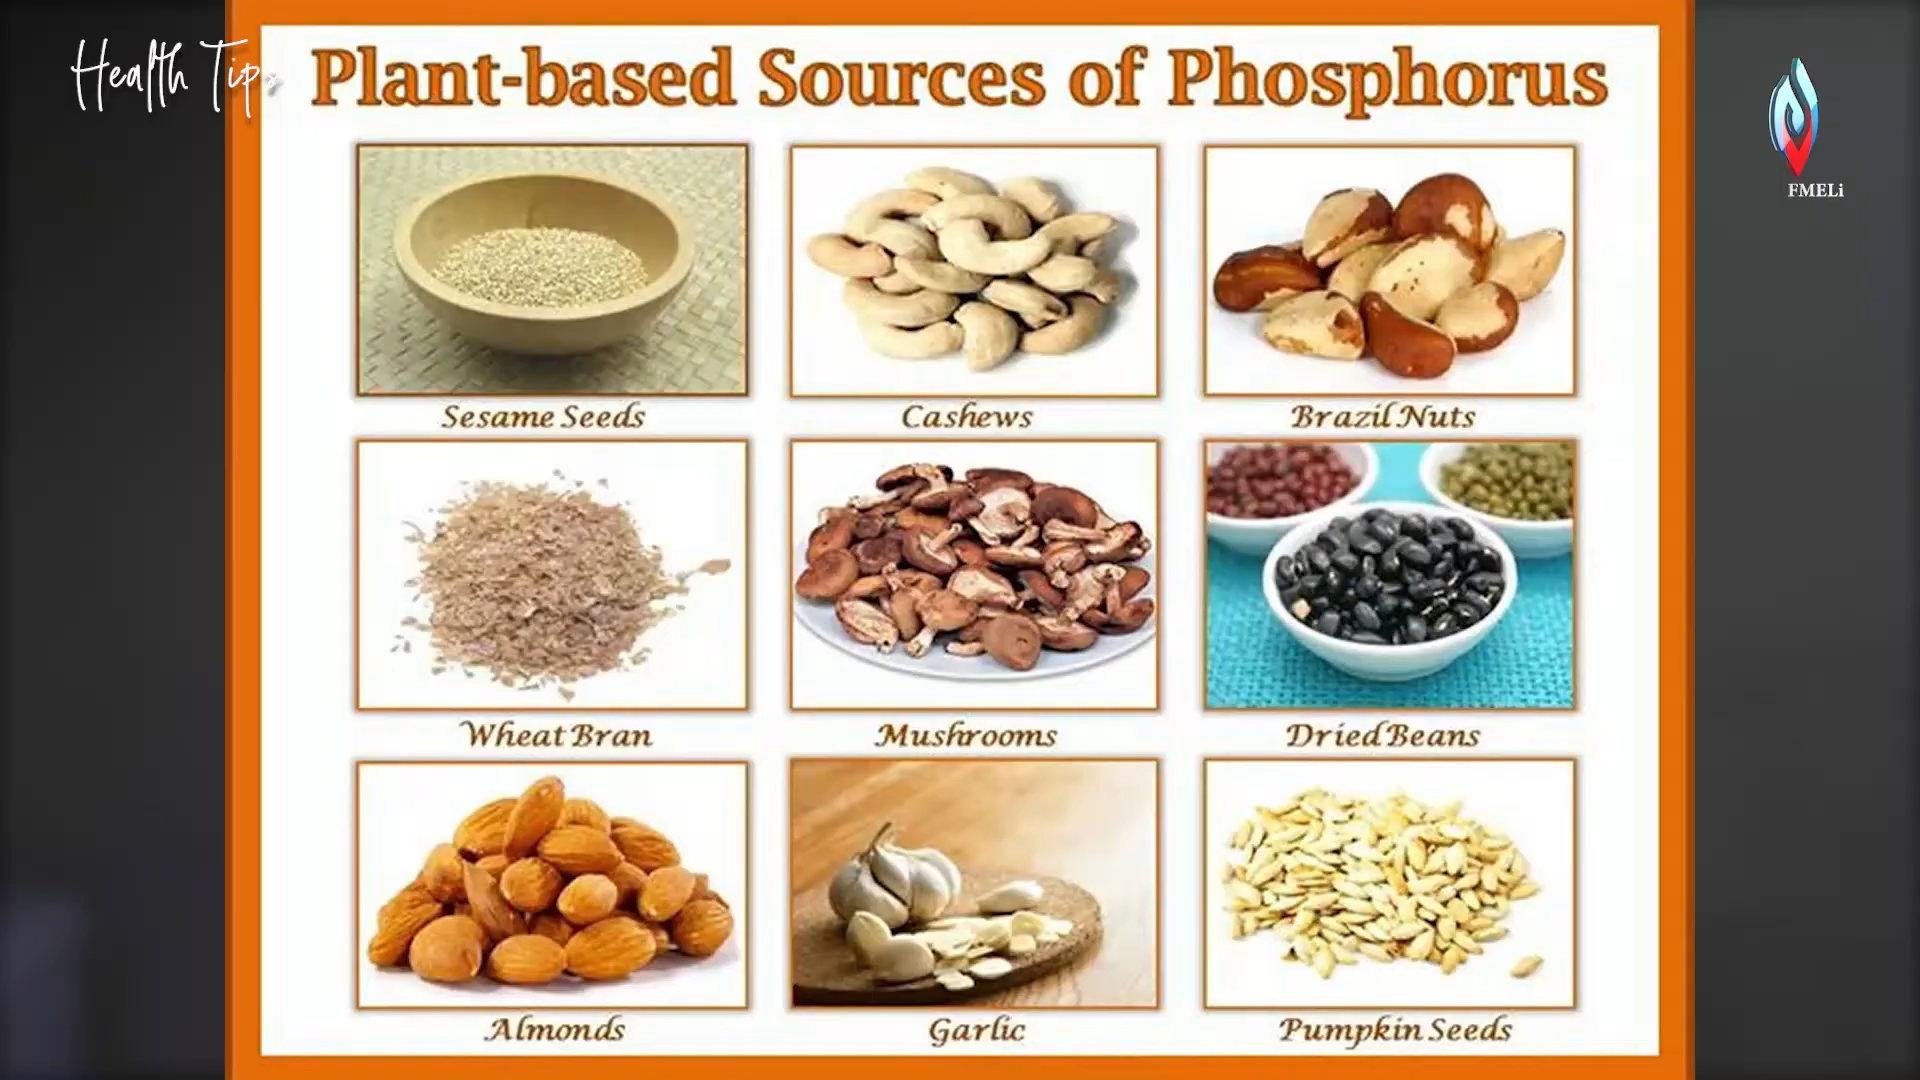 Health Tips
Plant-based Sources of Phosphorus
FMELi
Sesame Seeds
Cashews
Brazil Nuts
Wheat Bran
Mushrooms
Dried Beans
Almonds
Garlic
Pumpkin Seeds